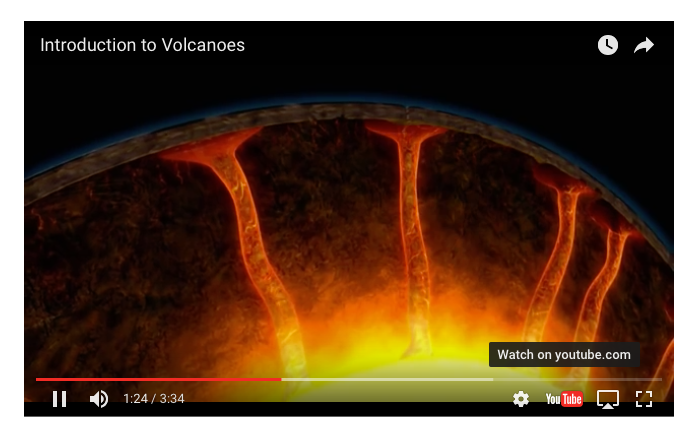 Introduction to Volcanoes
Watch on youtube.com
1:24 / 3:34
YouTube